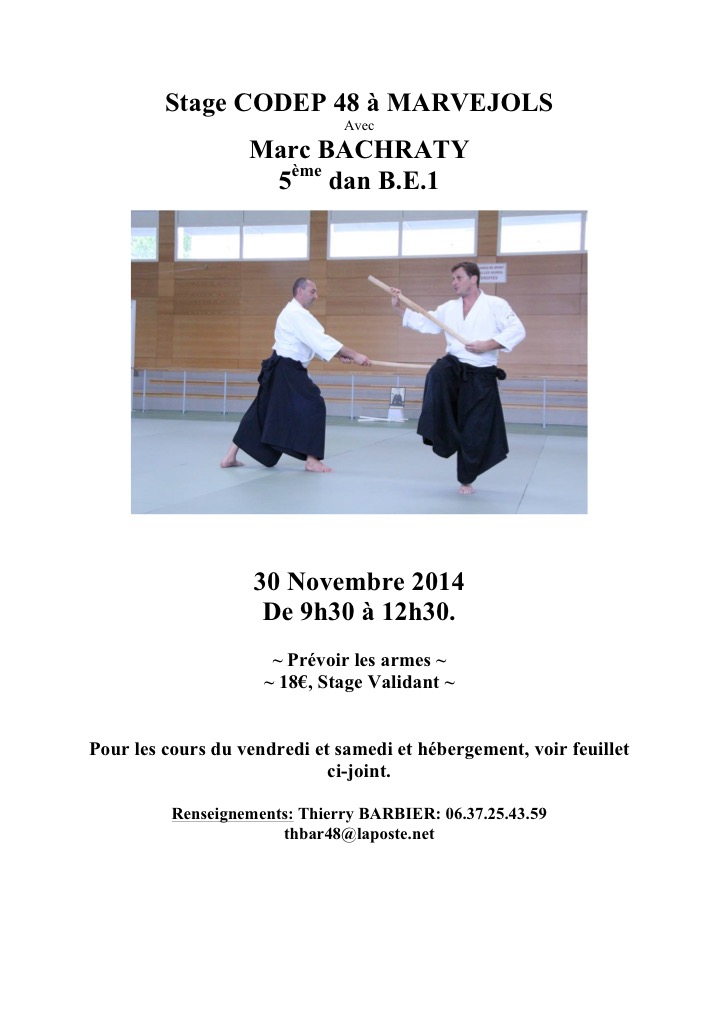 Stage CODEP 48 à MARVEJOLS
Avec
Marc BACHRATY
5ème dan B.E.1
30 Novembre 2014
De 9h30 à 12h30.
~ Prévoir les armes ~
~ 18€, Stage Validant ~
Pour les cours du vendredi et samedi et hébergement, voir feuillet
ci-joint.
Renseignements: Thierry BARBIER: 06.37.25.43.59
thbar48@laposte.net